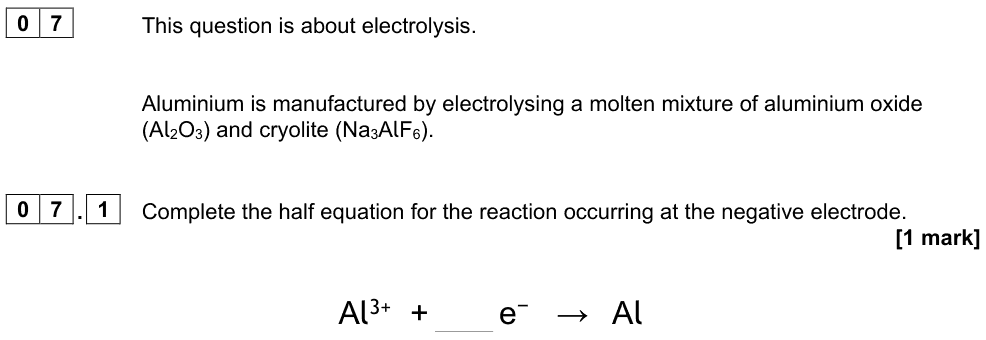 0 7 This question is about electrolysis.
Aluminium is manufactured by electrolysing a molten mixture of aluminium oxide
(Al₂O₃) and cryolite (Na₃AlF₆).
0 7 . 1 Complete the half equation for the reaction occurring at the negative electrode.
[1 mark]
Al³⁺ + ____ e⁻ → Al